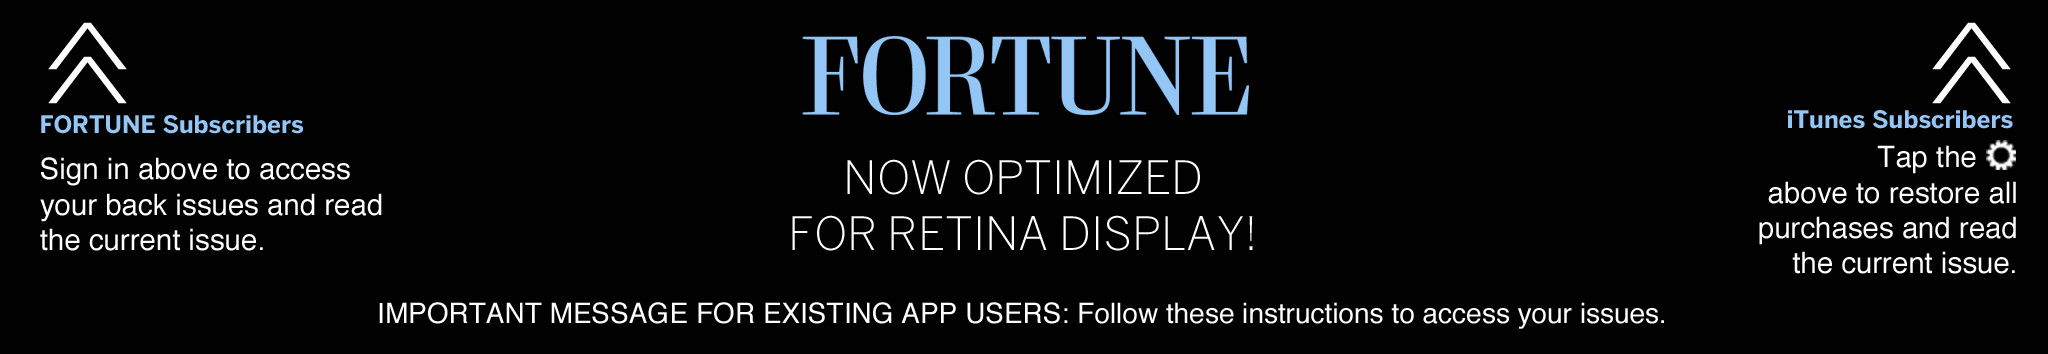 FORTUNE Subscribers
Sign in above to access
your back issues and read
the current issue.
FORTUNE
NOW OPTIMIZED
FOR RETINA DISPLAY!
iTunes Subscribers
Tap the
above to restore all
purchases and read
the current issue.
IMPORTANT MESSAGE FOR EXISTING APP USERS: Follow these instructions to access your issues.